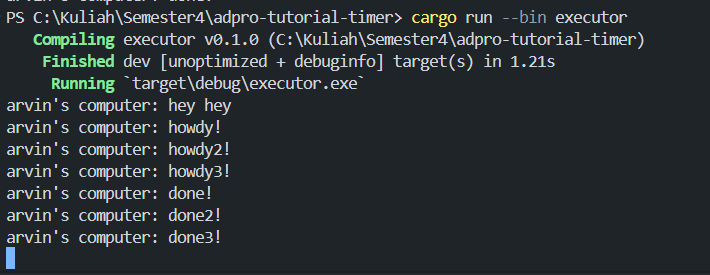 PS C:\Kuliah\Semester4\adpro-tutorial-timer> cargo run --bin executor
Compiling executor v0.1.0 (C:\Kuliah\Semester4\adpro-tutorial-timer)
Finished dev [unoptimized + debuginfo] target(s) in 1.21s
Running `target\debug\executor.exe`
arvin's computer: hey hey
arvin's computer: howdy!
arvin's computer: howdy2!
arvin's computer: howdy3!
arvin's computer: done!
arvin's computer: done2!
arvin's computer: done3!